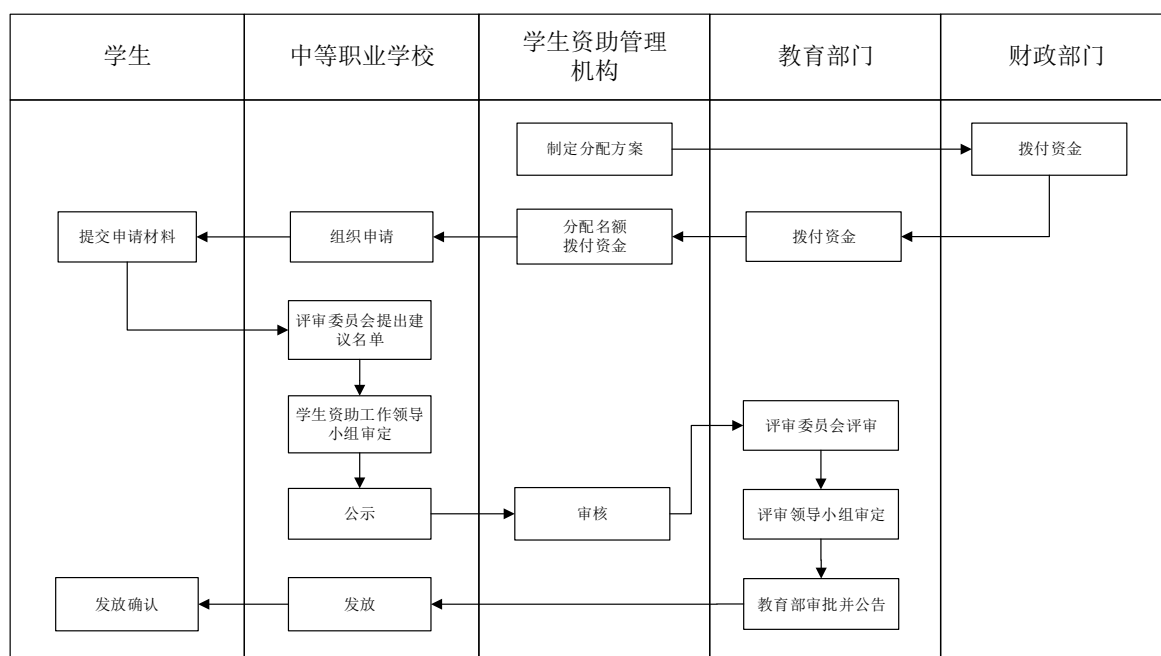 学生
中等职业学校
学生资助管理
机构
教育部门
财政部门
制定分配方案
拨付资金
提交申请材料
组织申请
分配名额
拨付资金
拨付资金
评审委员会提出建
议名单
学生资助工作领导
小组审定
评审委员会评审
公示
审核
评审领导小组审定
发放确认
发放
教育部审批并公告